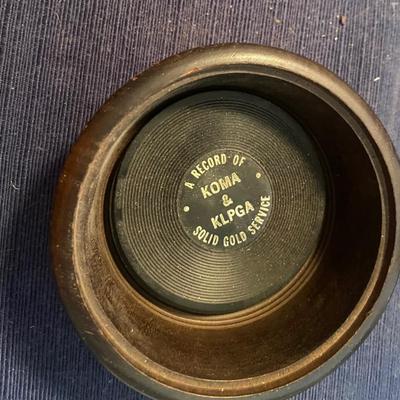 A RECORD OF
KOMA
&
KLPGA
SOLID GOLD SERVICE